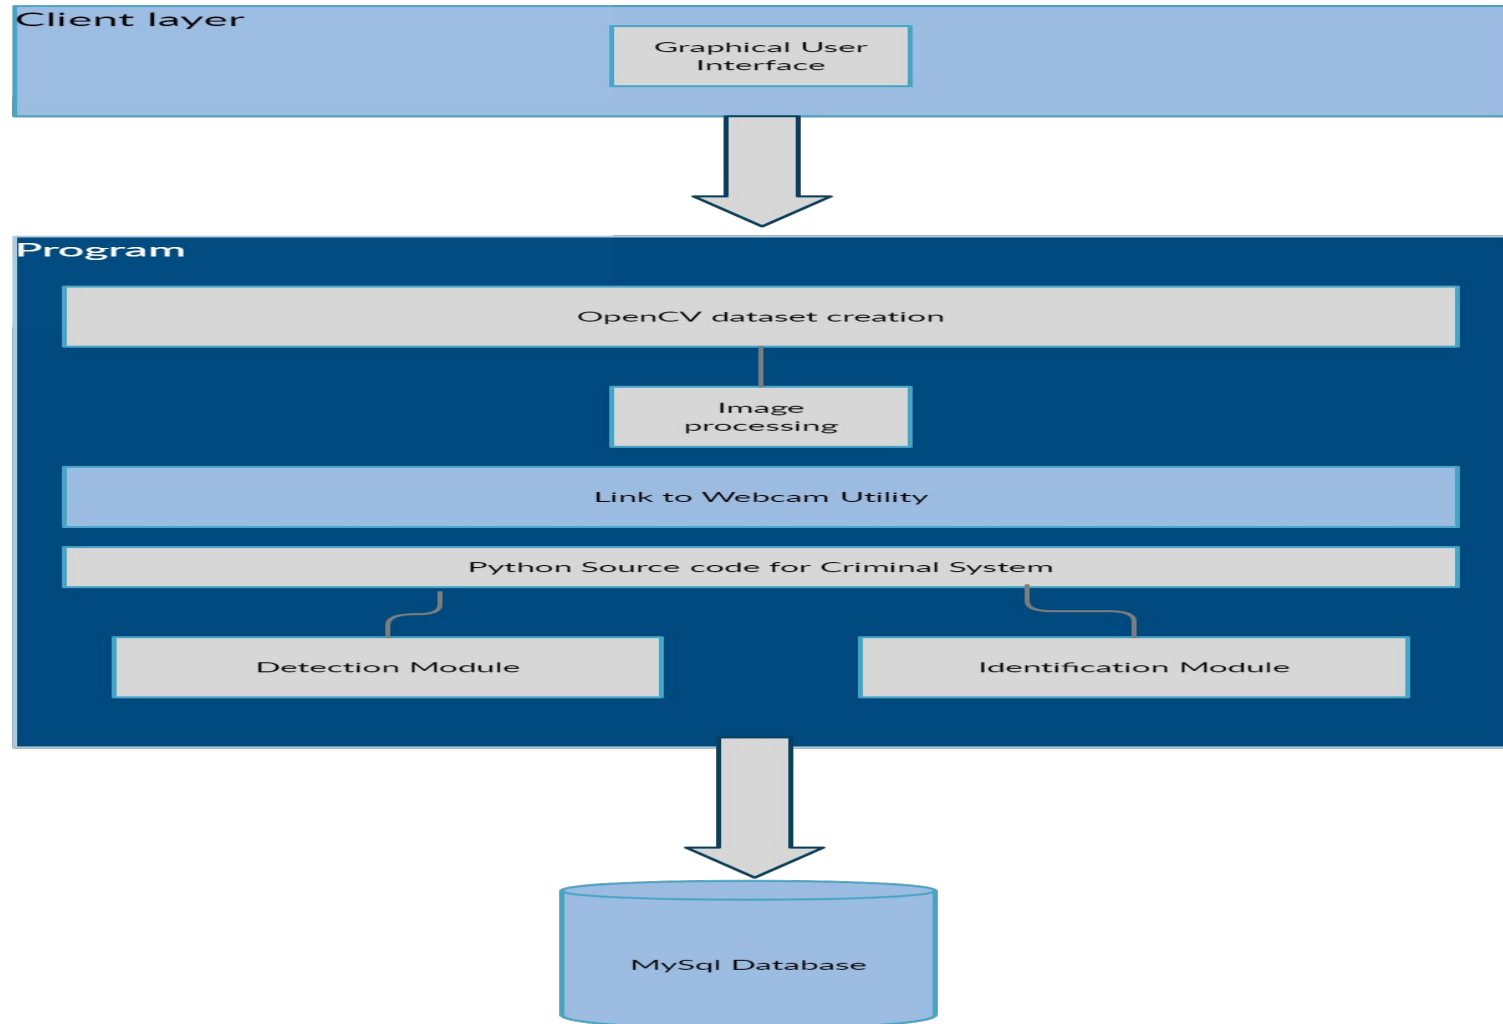 Client layer
Graphical User
Interface
Program
OpenCV dataset creation
Image
processing
Link to Webcam Utility
Python Source code for Criminal System
Detection Module
Identification Module
MySql Database